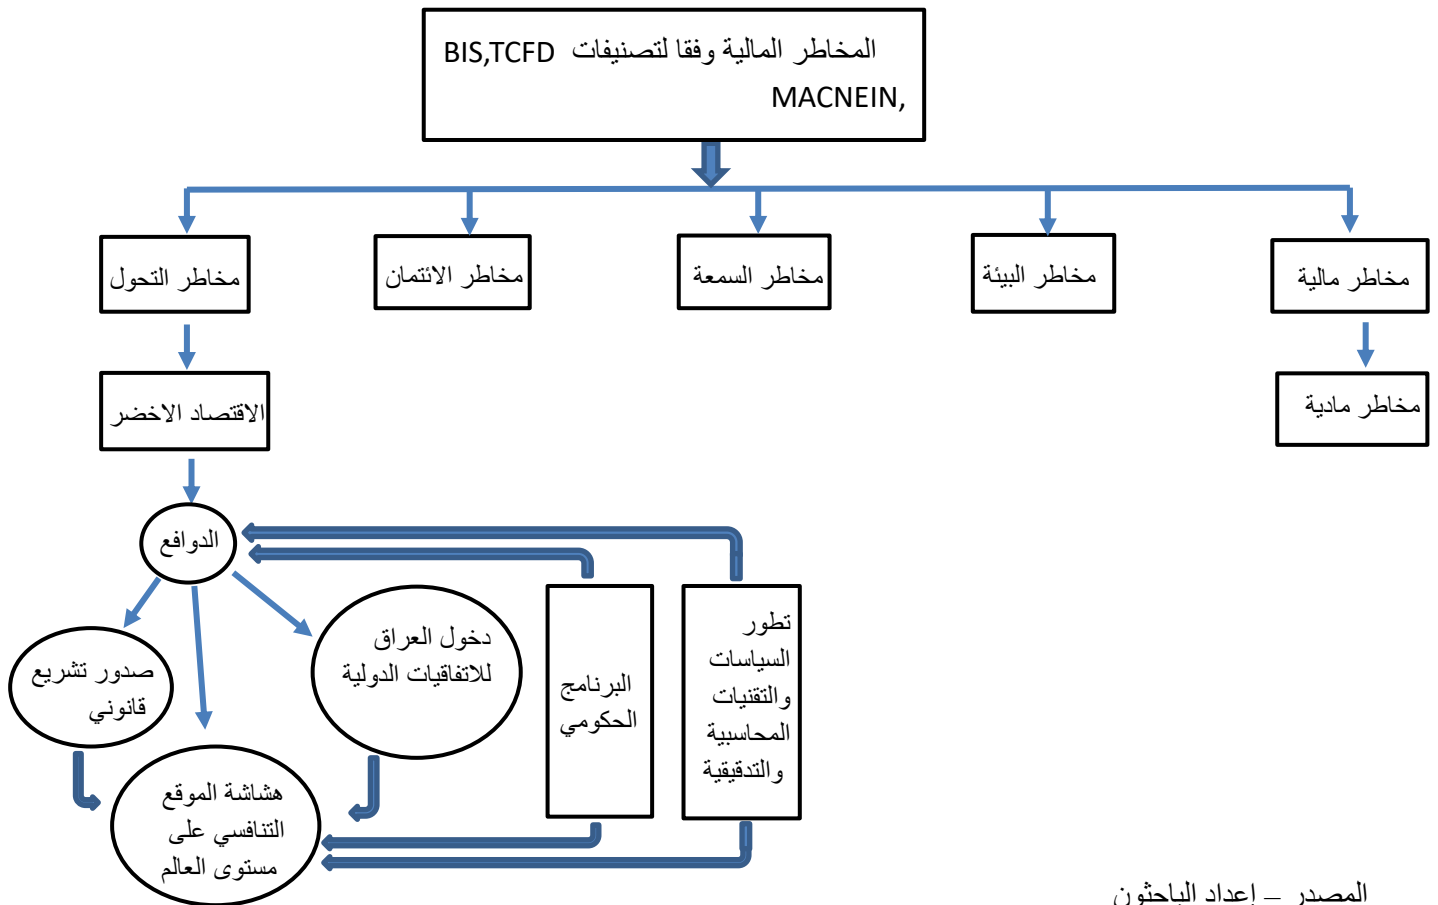 المخاطر المالية وفقا لتصنيفات BIS,TCFD
MACNEIN,
مخاطر مالية
مخاطر البيئة
مخاطر السمعة
مخاطر الائتمان
مخاطر التحول
مخاطر مادية
الاقتصاد الاخضر
الدوافع
تطور
السياسات
والتقنيات
المحاسبية
والتدقيقية
البرنامج
الحكومي
دخول العراق
للاتفاقيات الدولية
صدور تشريع
قانوني
هشاشة الموقع
التنافسي على
مستوى العالم
المصدر – إعداد الباحثون